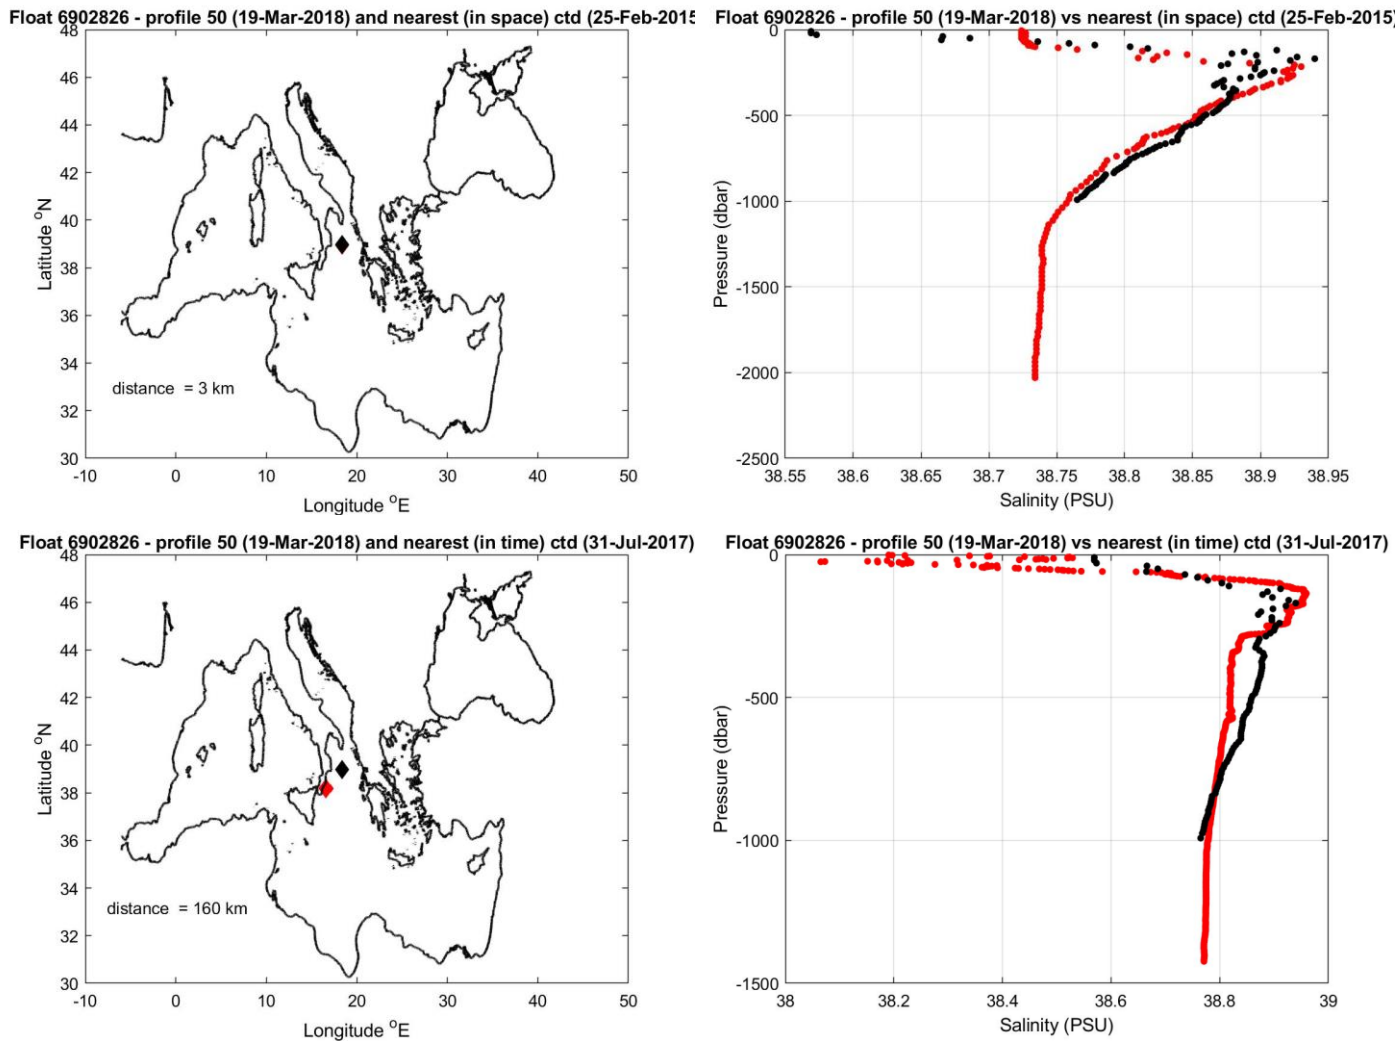 Float 6902826 - profile 50 (19-Mar-2018) and nearest (in space) ctd (25-Feb-2015
48
46
44
42
40
38
36
34
32
30
Latitude °N
distance = 3 km
-10 0 10 20 30 40 50
Longitude °E
Float 6902826 - profile 50 (19-Mar-2018) vs nearest (in space) ctd (25-Feb-2015)
0
-500
-1000
-1500
-2000
-2500
Pressure (dbar)
38.55 38.6 38.65 38.7 38.75 38.8 38.85 38.9 38.95
Salinity (PSU)
Float 6902826 - profile 50 (19-Mar-2018) and nearest (in time) ctd (31-Jul-2017)
48
46
44
42
40
38
36
34
32
30
Latitude °N
distance = 160 km
-10 0 10 20 30 40 50
Longitude °E
Float 6902826 - profile 50 (19-Mar-2018) vs nearest (in time) ctd (31-Jul-2017)
0
-500
-1000
-1500
Pressure (dbar)
38 38.2 38.4 38.6 38.8 39
Salinity (PSU)